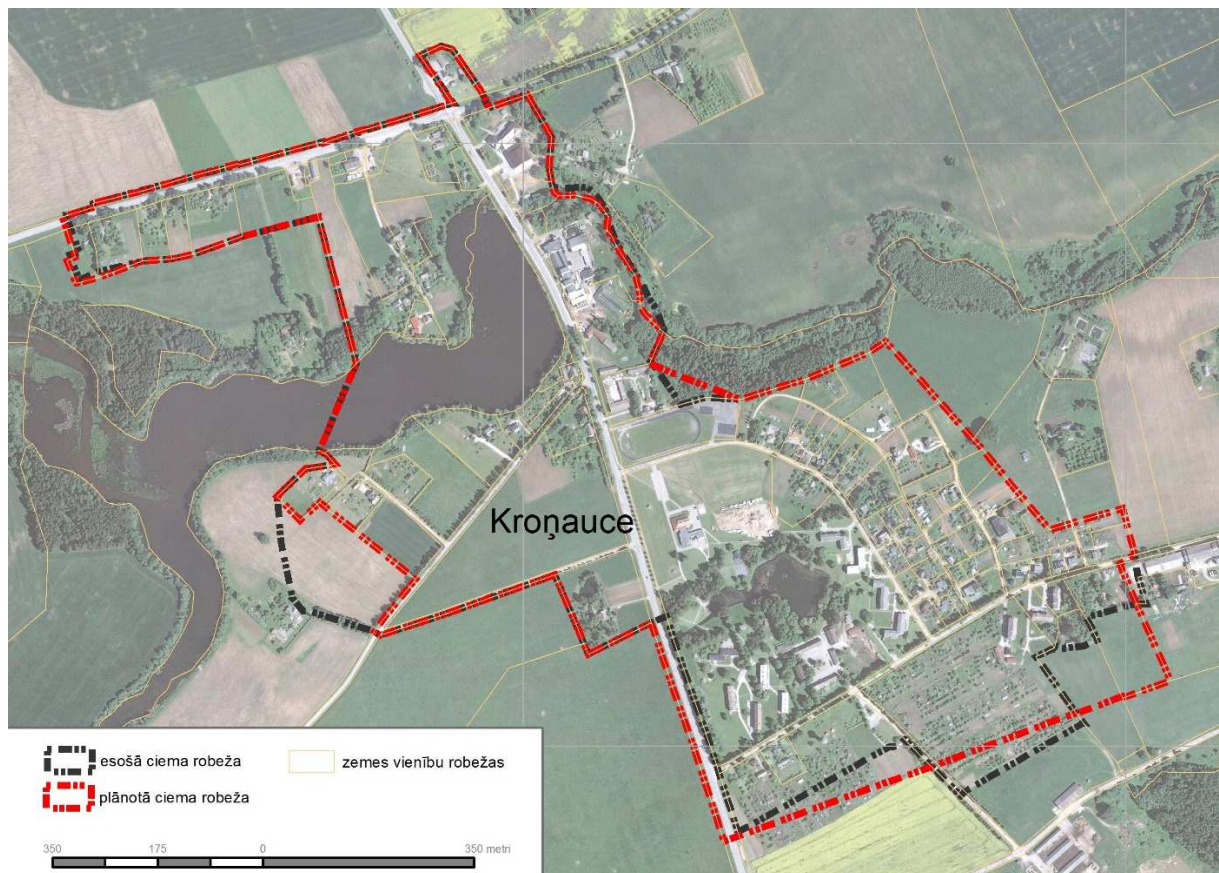 Kroņauce
esošā ciema robeža
zemes vienību robežas
plānotā ciema robeža
350 175 0 350 metri